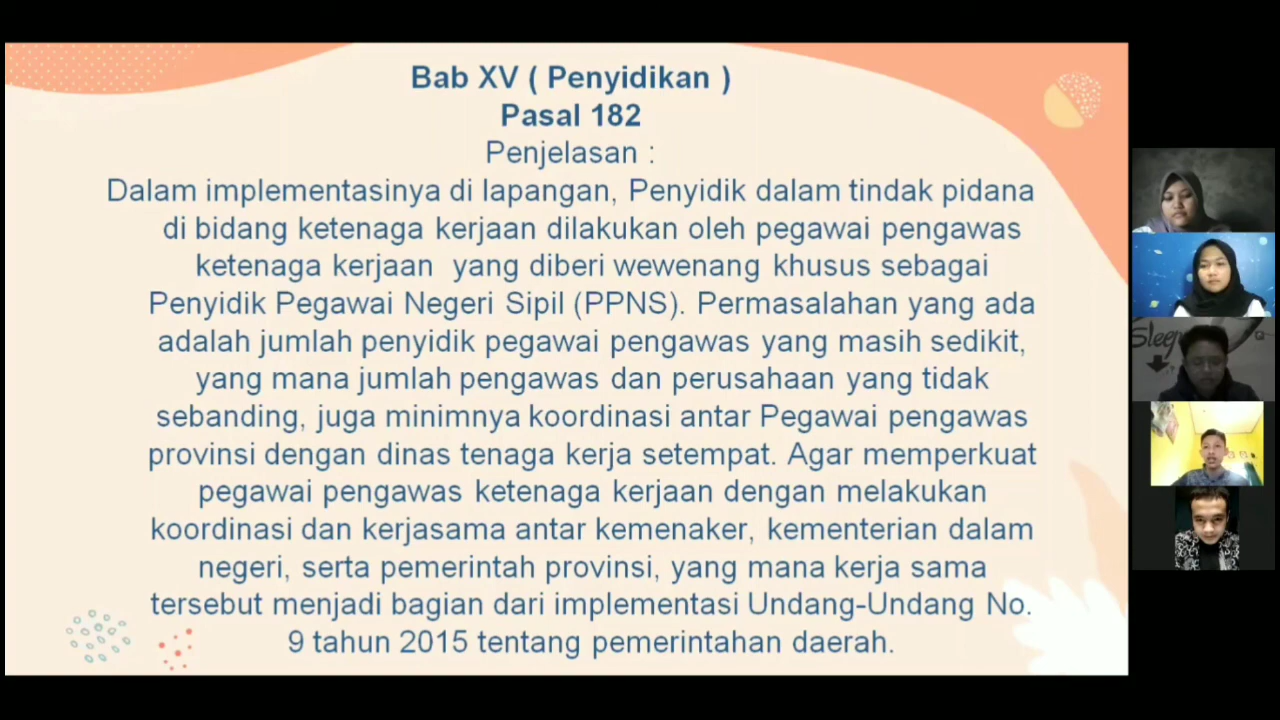 Bab XV ( Penyidikan )
Pasal 182
Penjelasan :
Dalam implementasinya di lapangan, Penyidik dalam tindak pidana
di bidang ketenaga kerjaan dilakukan oleh pegawai pengawas
ketenaga kerjaan yang diberi wewenang khusus sebagai
Penyidik Pegawai Negeri Sipil (PPNS). Permasalahan yang ada
adalah jumlah penyidik pegawai pengawas yang masih sedikit,
yang mana jumlah pengawas dan perusahaan yang tidak
sebanding, juga minimnya koordinasi antar Pegawai pengawas
provinsi dengan dinas tenaga kerja setempat. Agar memperkuat
pegawai pengawas ketenaga kerjaan dengan melakukan
koordinasi dan kerjasama antar kemenaker, kementerian dalam
negeri, serta pemerintah provinsi, yang mana kerja sama
tersebut menjadi bagian dari implementasi Undang-Undang No.
9 tahun 2015 tentang pemerintahan daerah.